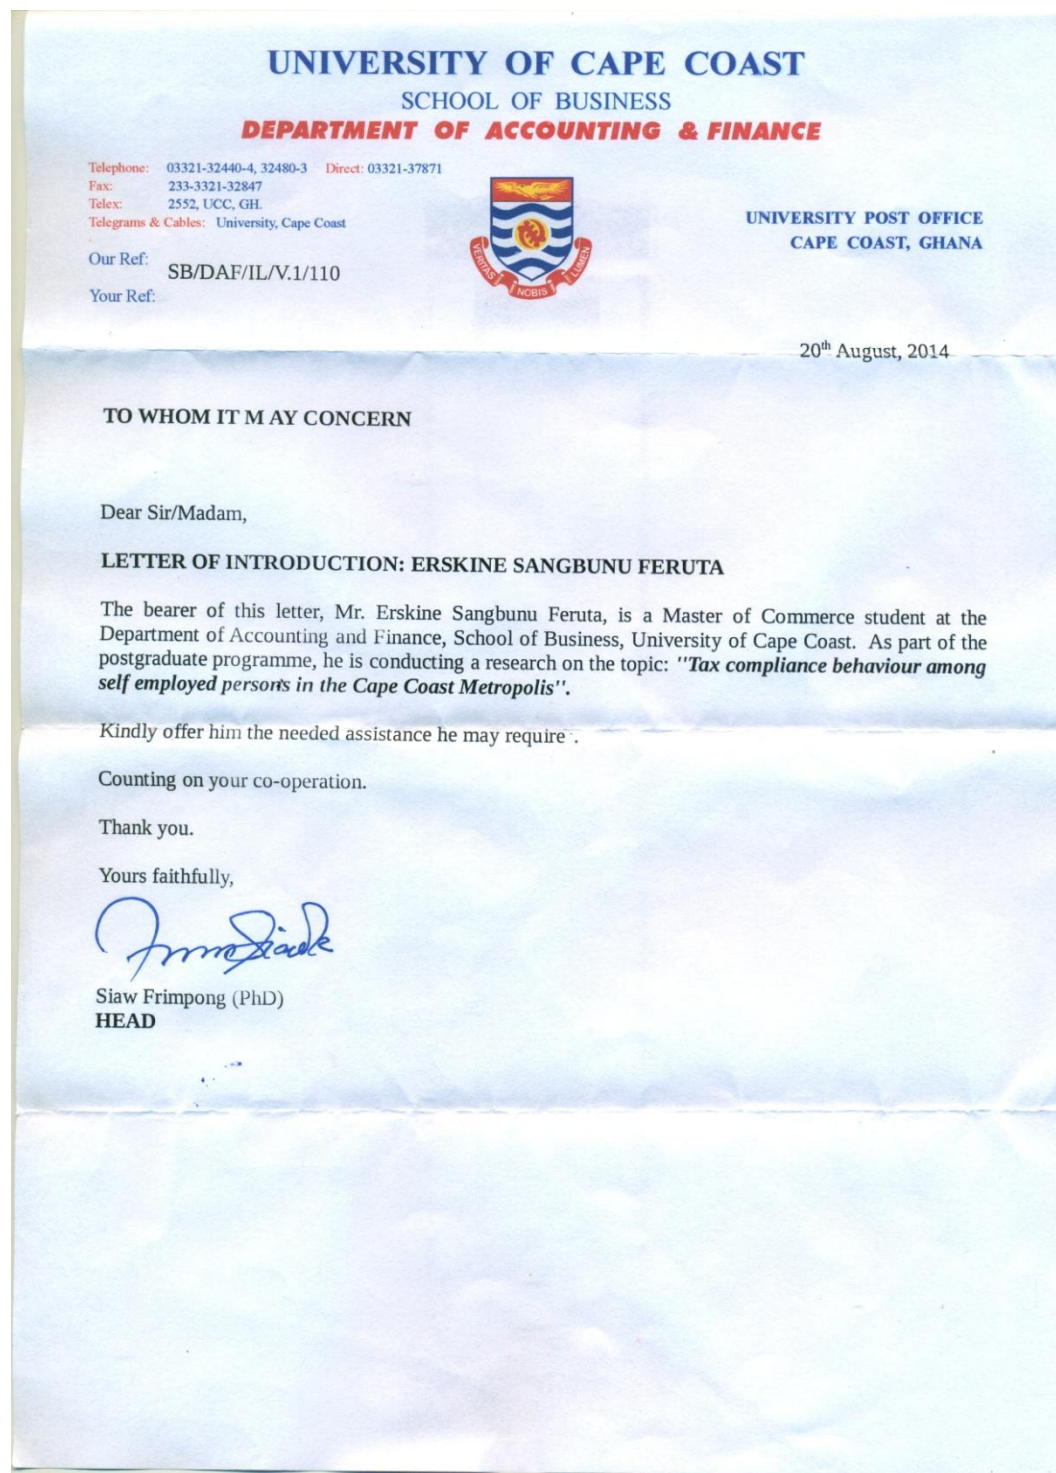 UNIVERSITY OF CAPE COAST
SCHOOL OF BUSINESS
DEPARTMENT OF ACCOUNTING & FINANCE
Telephone: 03321-32440-4, 32480-3 Direct: 03321-37871
Fax: 233-3321-32847
Telex: 2552, UCC, GH.
Telegrams & Cables: University, Cape Coast
UNIVERSITY POST OFFICE
CAPE COAST, GHANA
Our Ref: SB/DAF/IL/V.1/110
Your Ref:
VERITAS NOBIS LUMEN
20th August, 2014
TO WHOM IT M AY CONCERN
Dear Sir/Madam,
LETTER OF INTRODUCTION: ERSKINE SANGBUNU FERUTA
The bearer of this letter, Mr. Erskine Sangbunu Feruta, is a Master of Commerce student at the
Department of Accounting and Finance, School of Business, University of Cape Coast. As part of the
postgraduate programme, he is conducting a research on the topic: "Tax compliance behaviour among
self employed persons in the Cape Coast Metropolis".
Kindly offer him the needed assistance he may require .
Counting on your co-operation.
Thank you.
Yours faithfully,
Siaw Frimpong (PhD)
HEAD